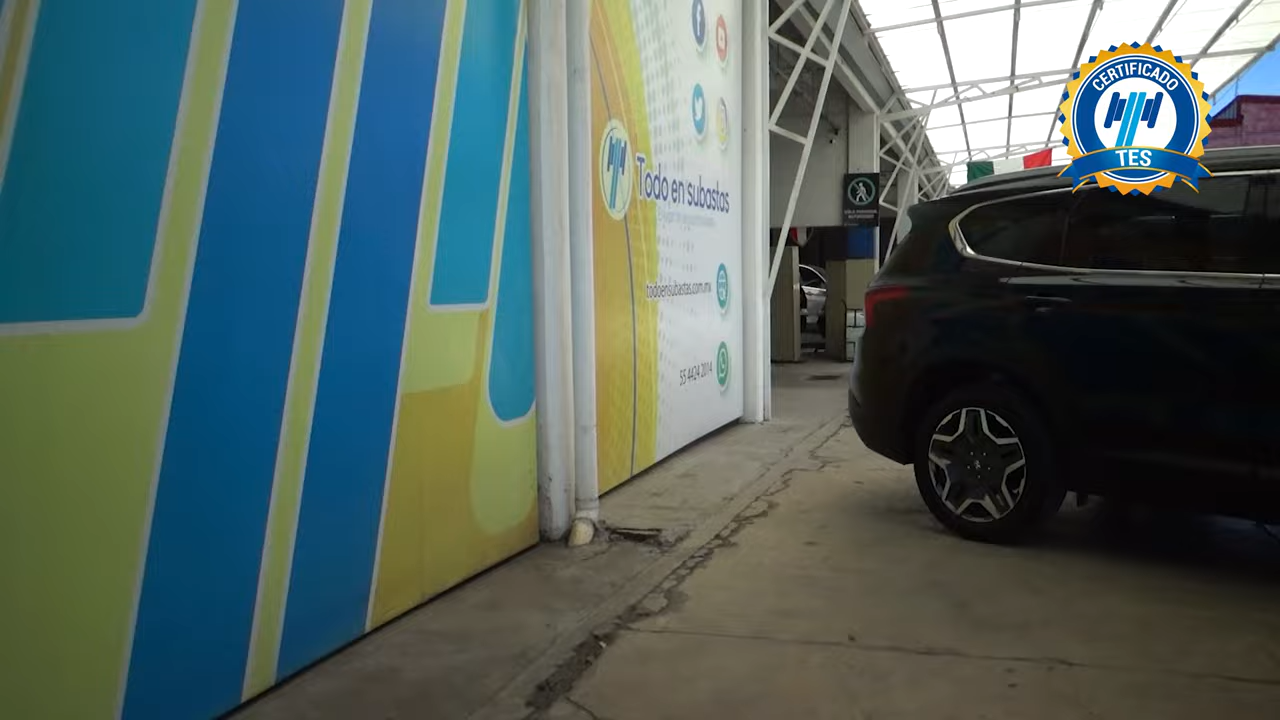 Todo en subastas
todoensubastas.com.mx
55 4424 2014
CERTIFICADO
TES